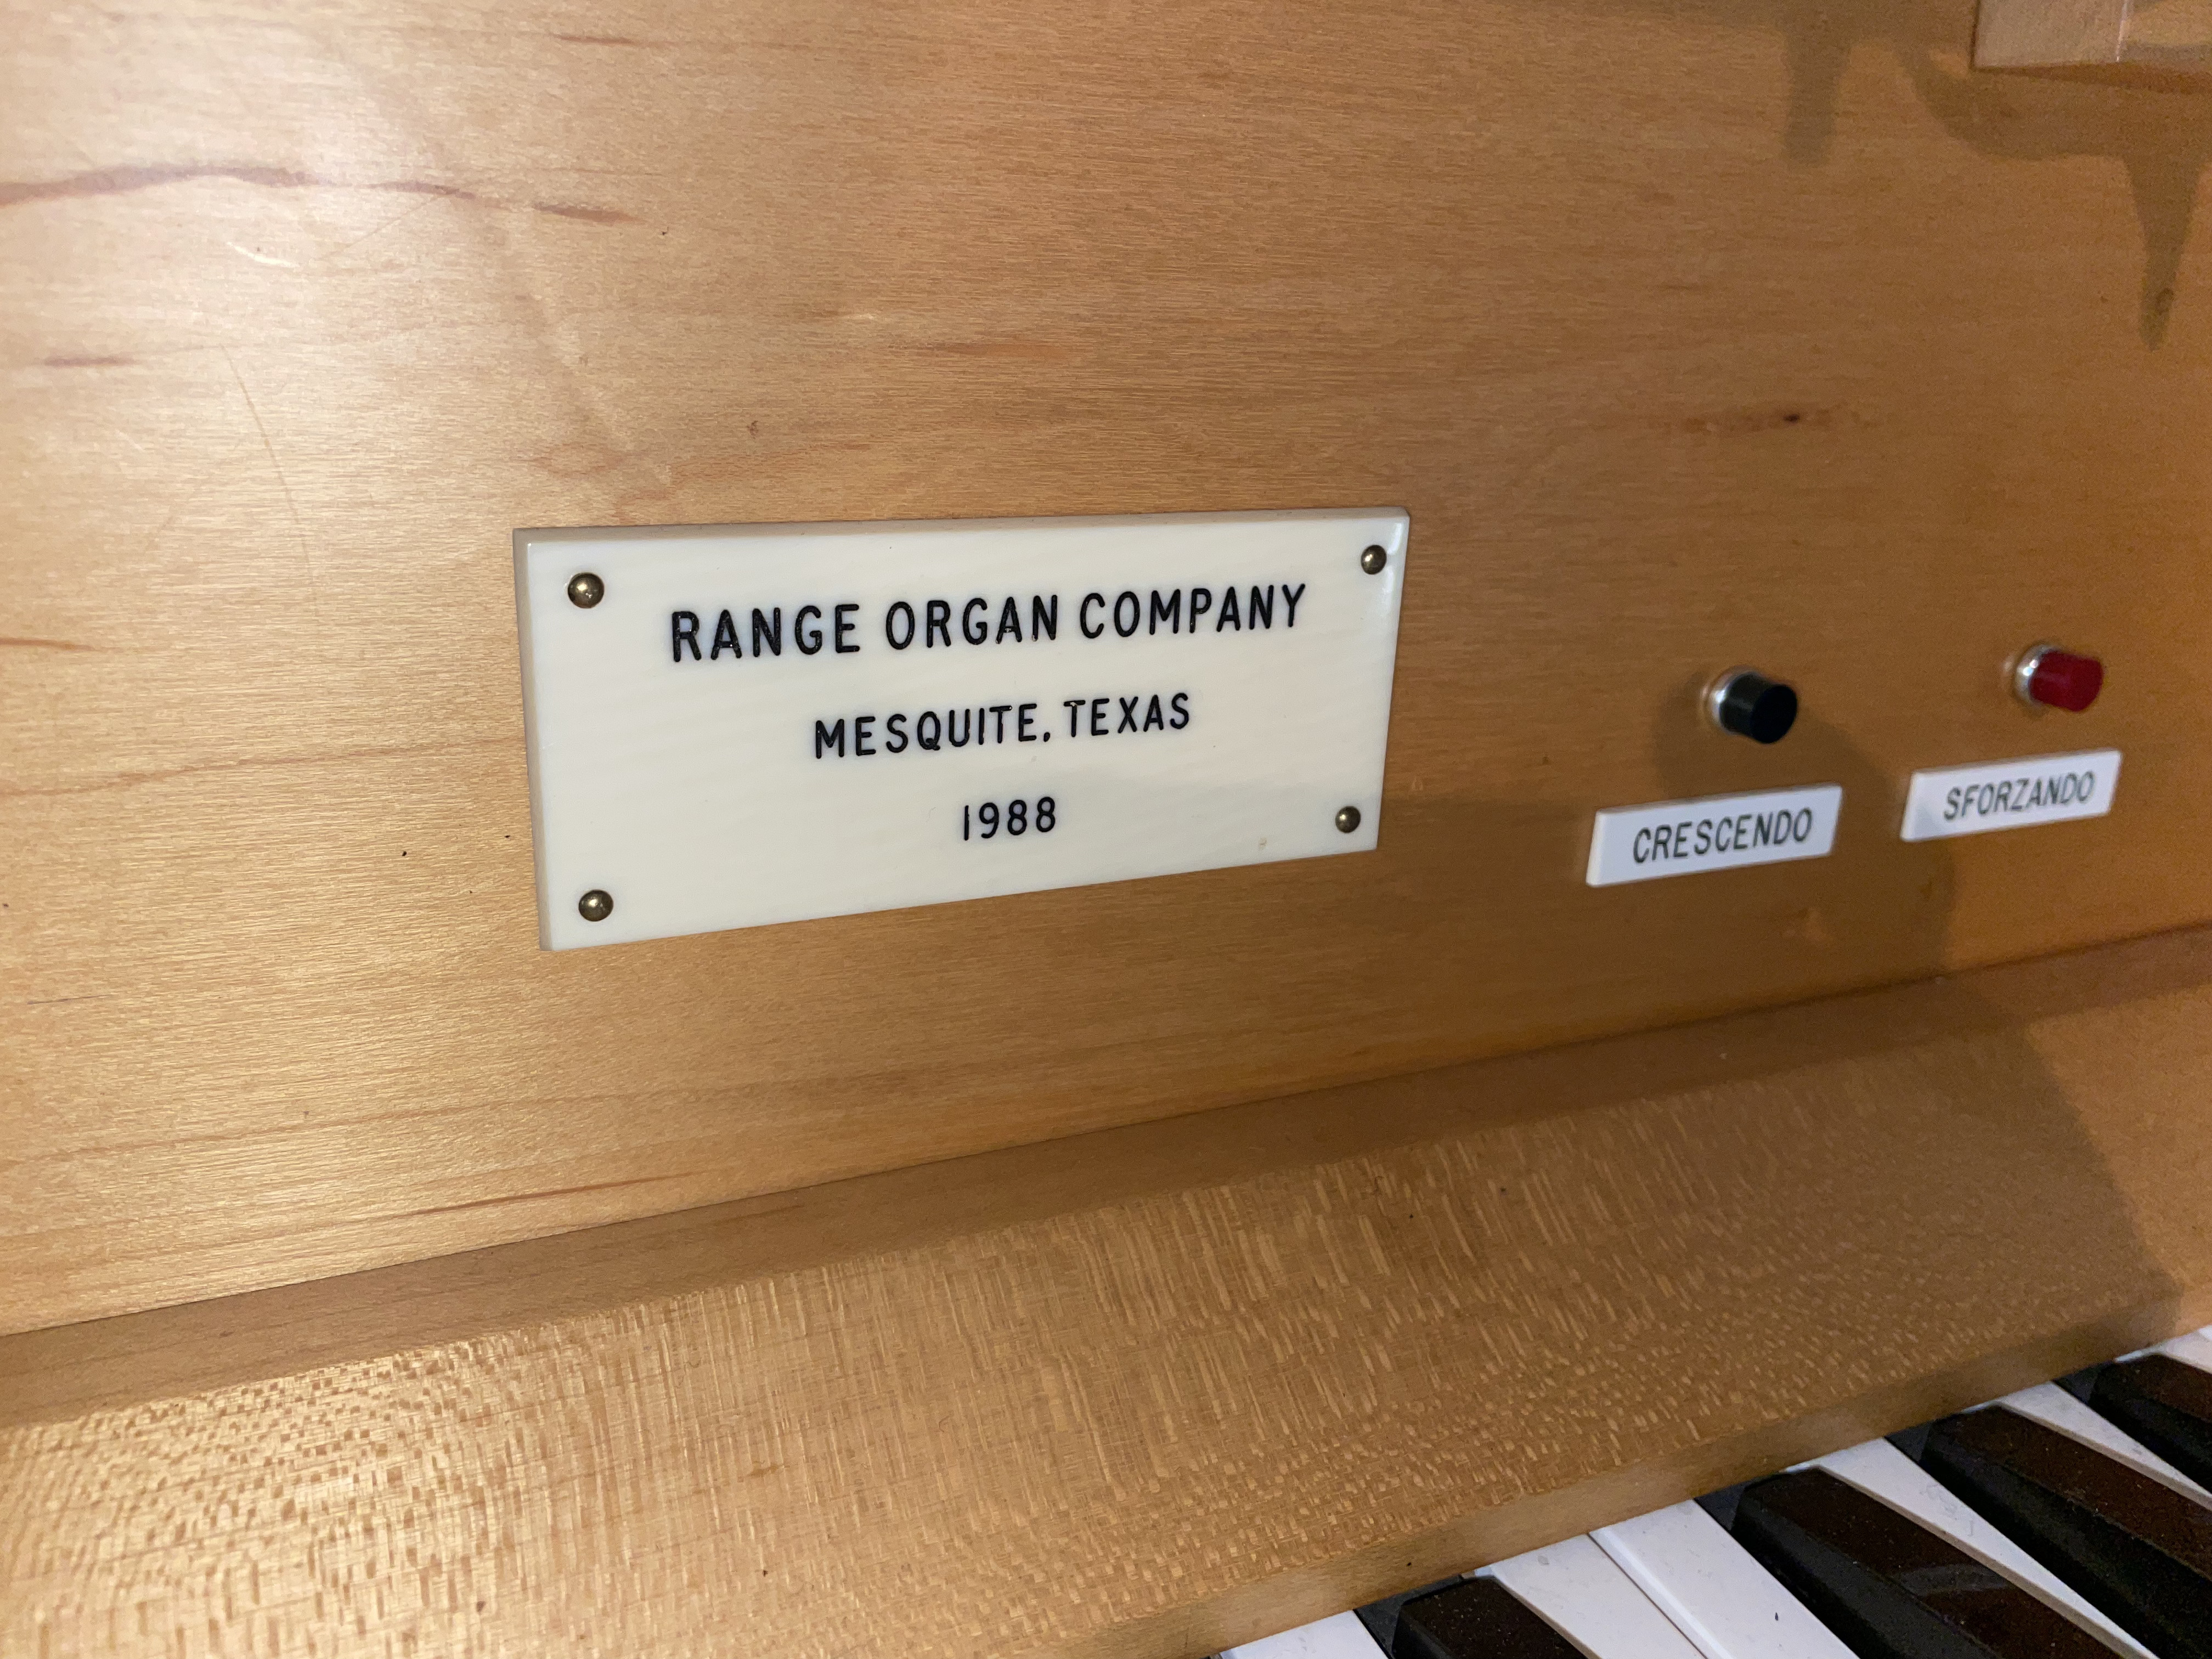 RANGE ORGAN COMPANY
MESQUITE, TEXAS
1988
CRESCENDO
SFORZANDO